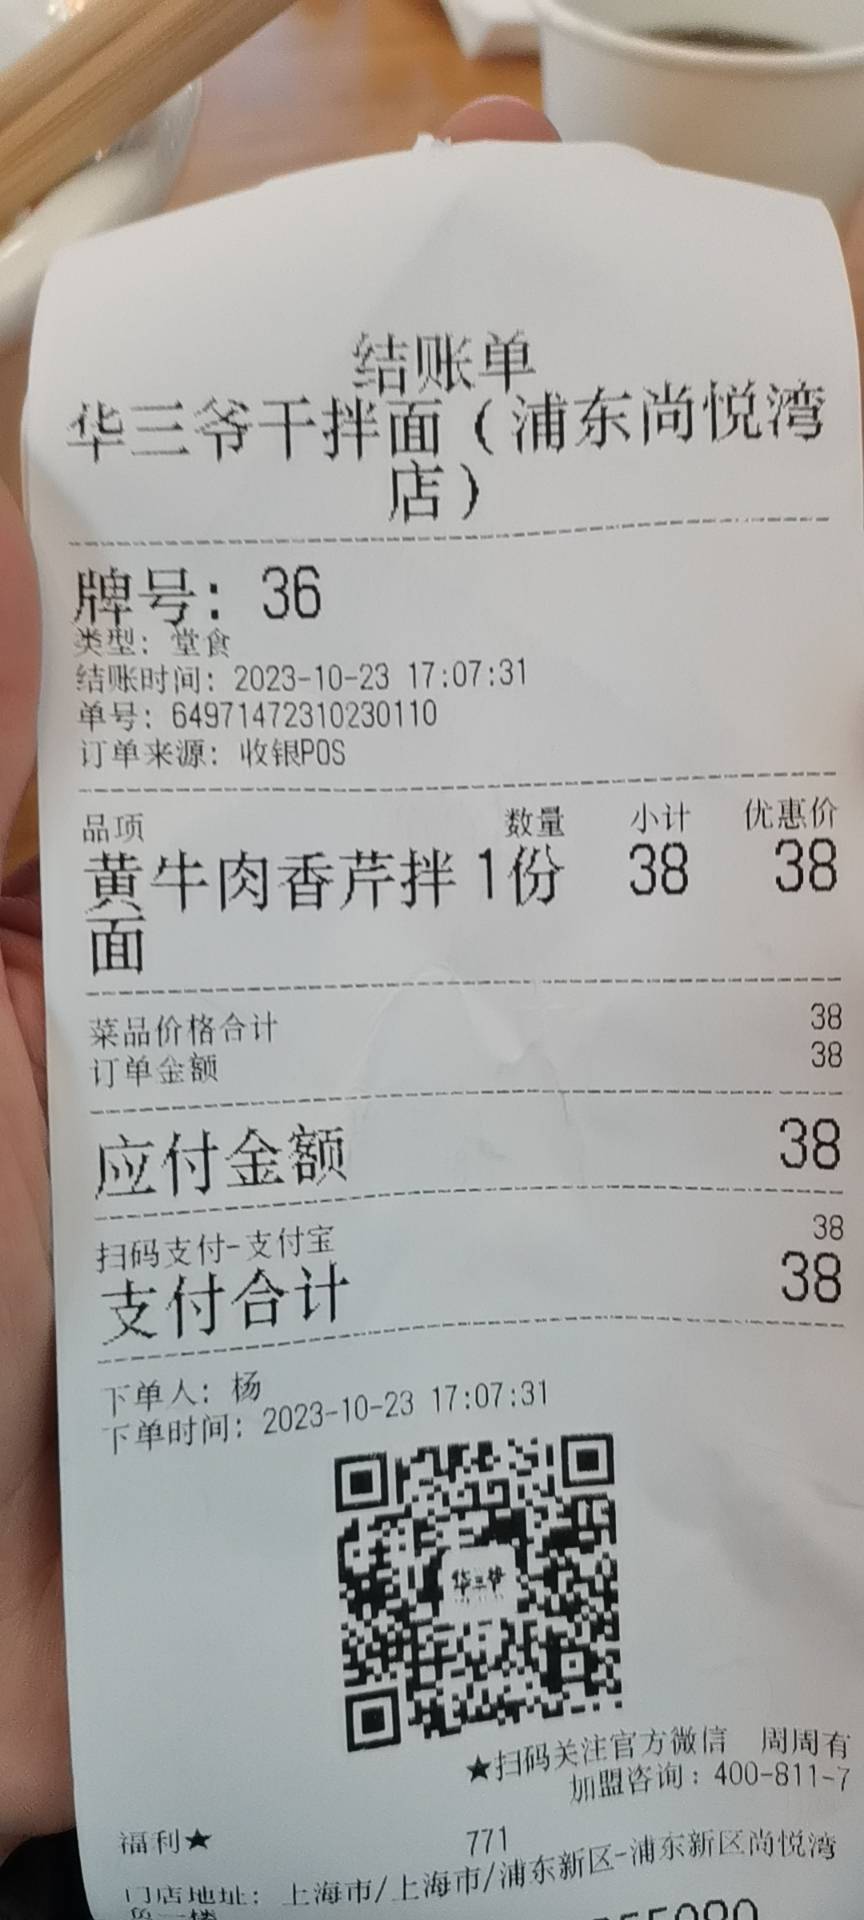 结账单
华三爷干拌面（浦东尚悦湾
店）
牌号：36
类型：堂食
结账时间：2023-10-23 17:07:31
单号：64971472310230110
订单来源：收银POS
品项 数量 小计 优惠价
黄牛肉香芹拌 1份 38 38
面
菜品价格合计 38
订单金额 38
应付金额 38
扫码支付-支付宝 38
支付合计 38
下单人：杨
下单时间：2023-10-23 17:07:31
华三爷
★扫码关注官方微信 周周有
加盟咨询：400-811-7
福利★ 771
门店地址：上海市/上海市/浦东新区-浦东新区尚悦湾